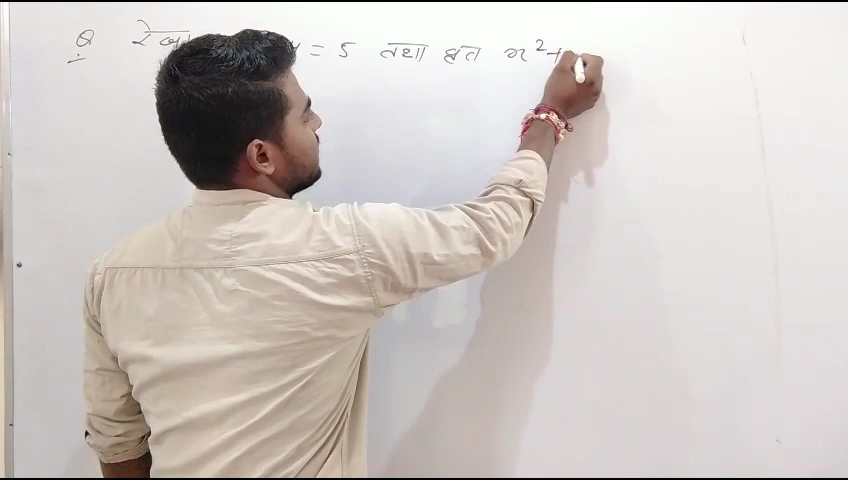 Q रेखा y = 5 तथा वृत x²+